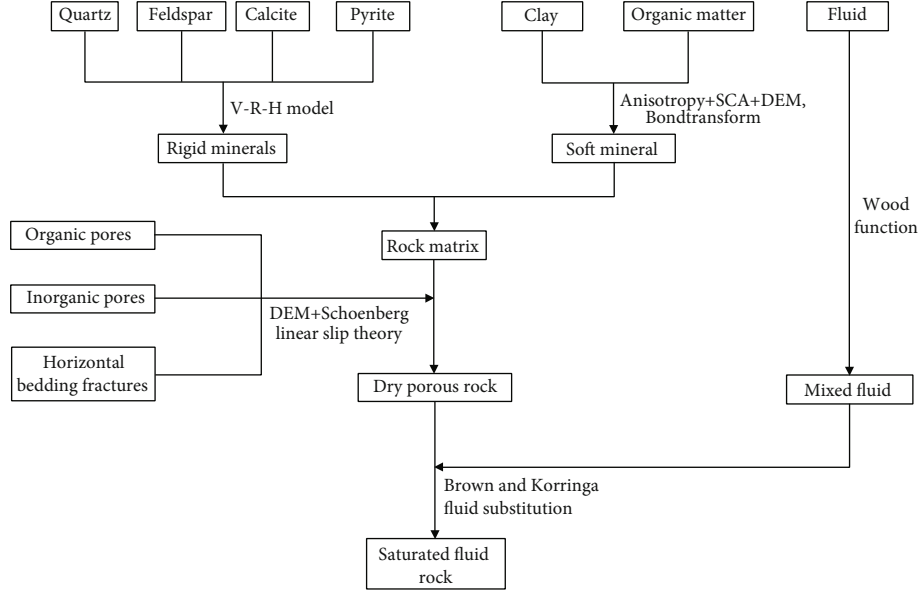 Quartz
Feldspar
Calcite
Pyrite
Clay
Organic matter
Fluid
V-R-H model
Anisotropy+SCA+DEM,
Bondtransform
Rigid minerals
Soft mineral
Wood
function
Organic pores
Rock matrix
Inorganic pores
DEM+Schoenberg
linear slip theory
Horizontal
bedding fractures
Dry porous rock
Mixed fluid
Brown and Korringa
fluid substitution
Saturated fluid
rock